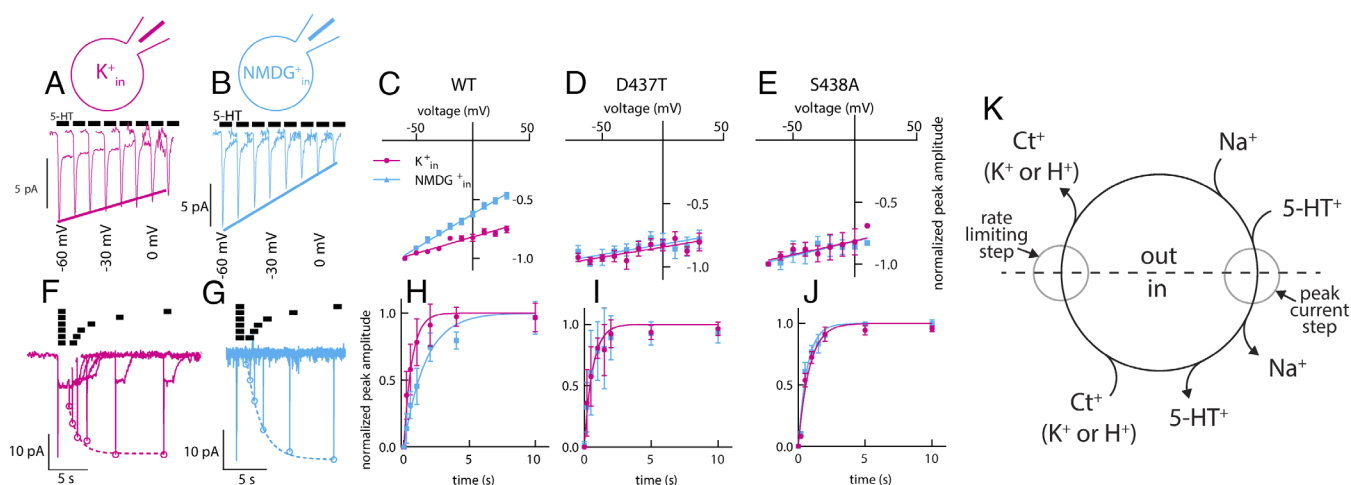 A
K+in
B
NMDG+in
C
WT
D
D437T
E
S438A
K
voltage (mV)
voltage (mV)
voltage (mV)
-50
50
-50
50
-50
50
5-HT
5-HT
K+in
NMDG+in
-0.5
-1.0
-0.5
-1.0
-0.5
-1.0
normalized peak amplitude
5 pA
5 pA
-60 mV
-30 mV
0 mV
-60 mV
-30 mV
0 mV
F
G
H
I
J
normalized peak amplitude
1.0
0.5
0.0
1.0
0.5
0.0
1.0
0.5
0.0
0
5
10
0
5
10
0
5
10
time (s)
time (s)
time (s)
10 pA
5 s
10 pA
5 s
Ct+
(K+ or H+)
Na+
5-HT+
rate
limiting
step
out
in
peak
current
step
Na+
5-HT+
Ct+
(K+ or H+)